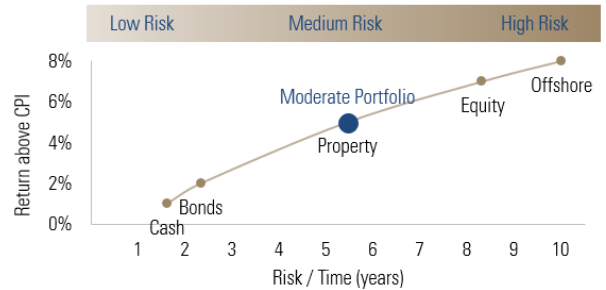 Low Risk Medium Risk High Risk
8%
6%
4%
2%
0%
Return above CPI
Moderate Portfolio
Offshore
Equity
Property
Bonds
Cash
1 2 3 4 5 6 7 8 9 10
Risk / Time (years)